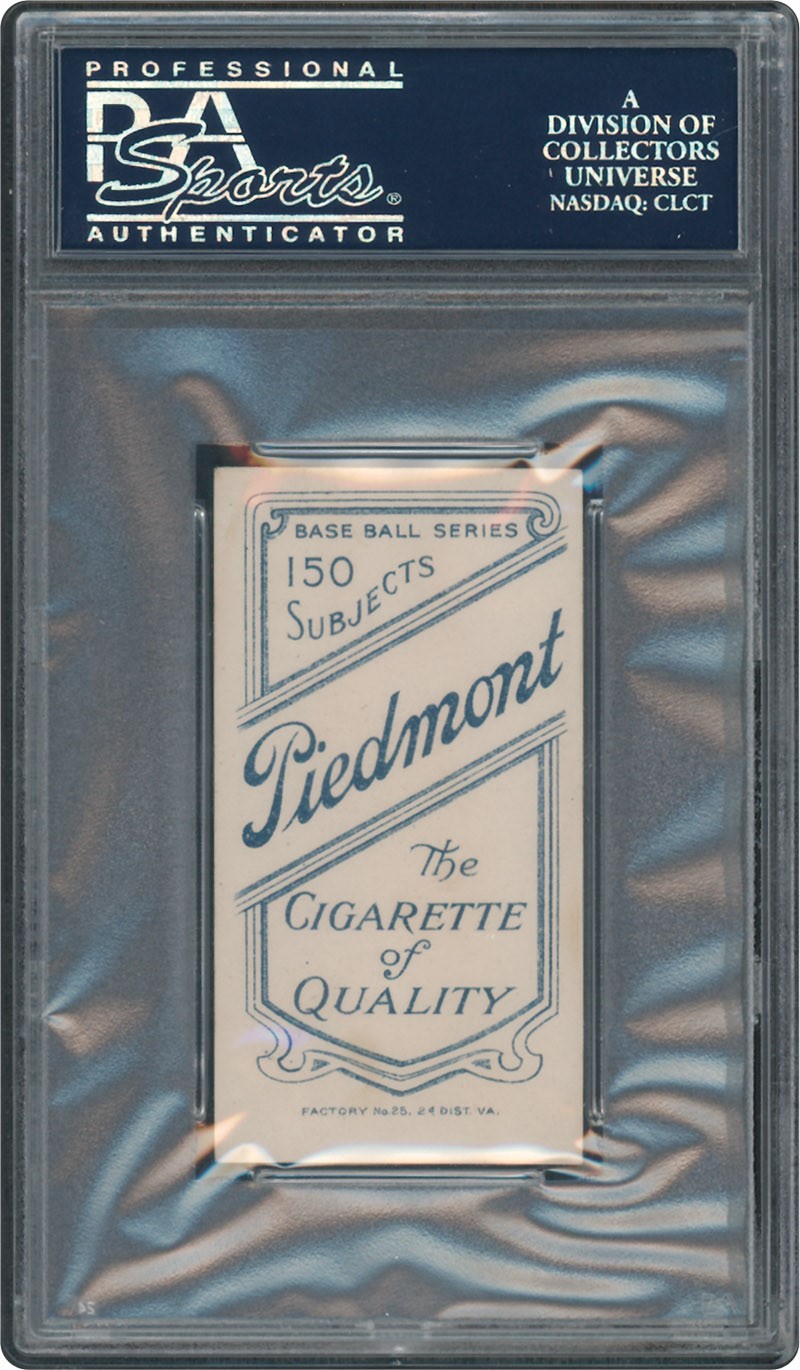 PROFESSIONAL
PSA
Sports®
AUTHENTICATOR
A
DIVISION OF
COLLECTORS
UNIVERSE
NASDAQ: CLCT
BASE BALL SERIES
150
SUBJECTS
Piedmont
The
CIGARETTE
of
QUALITY
FACTORY No. 25, 2d DIST. VA.